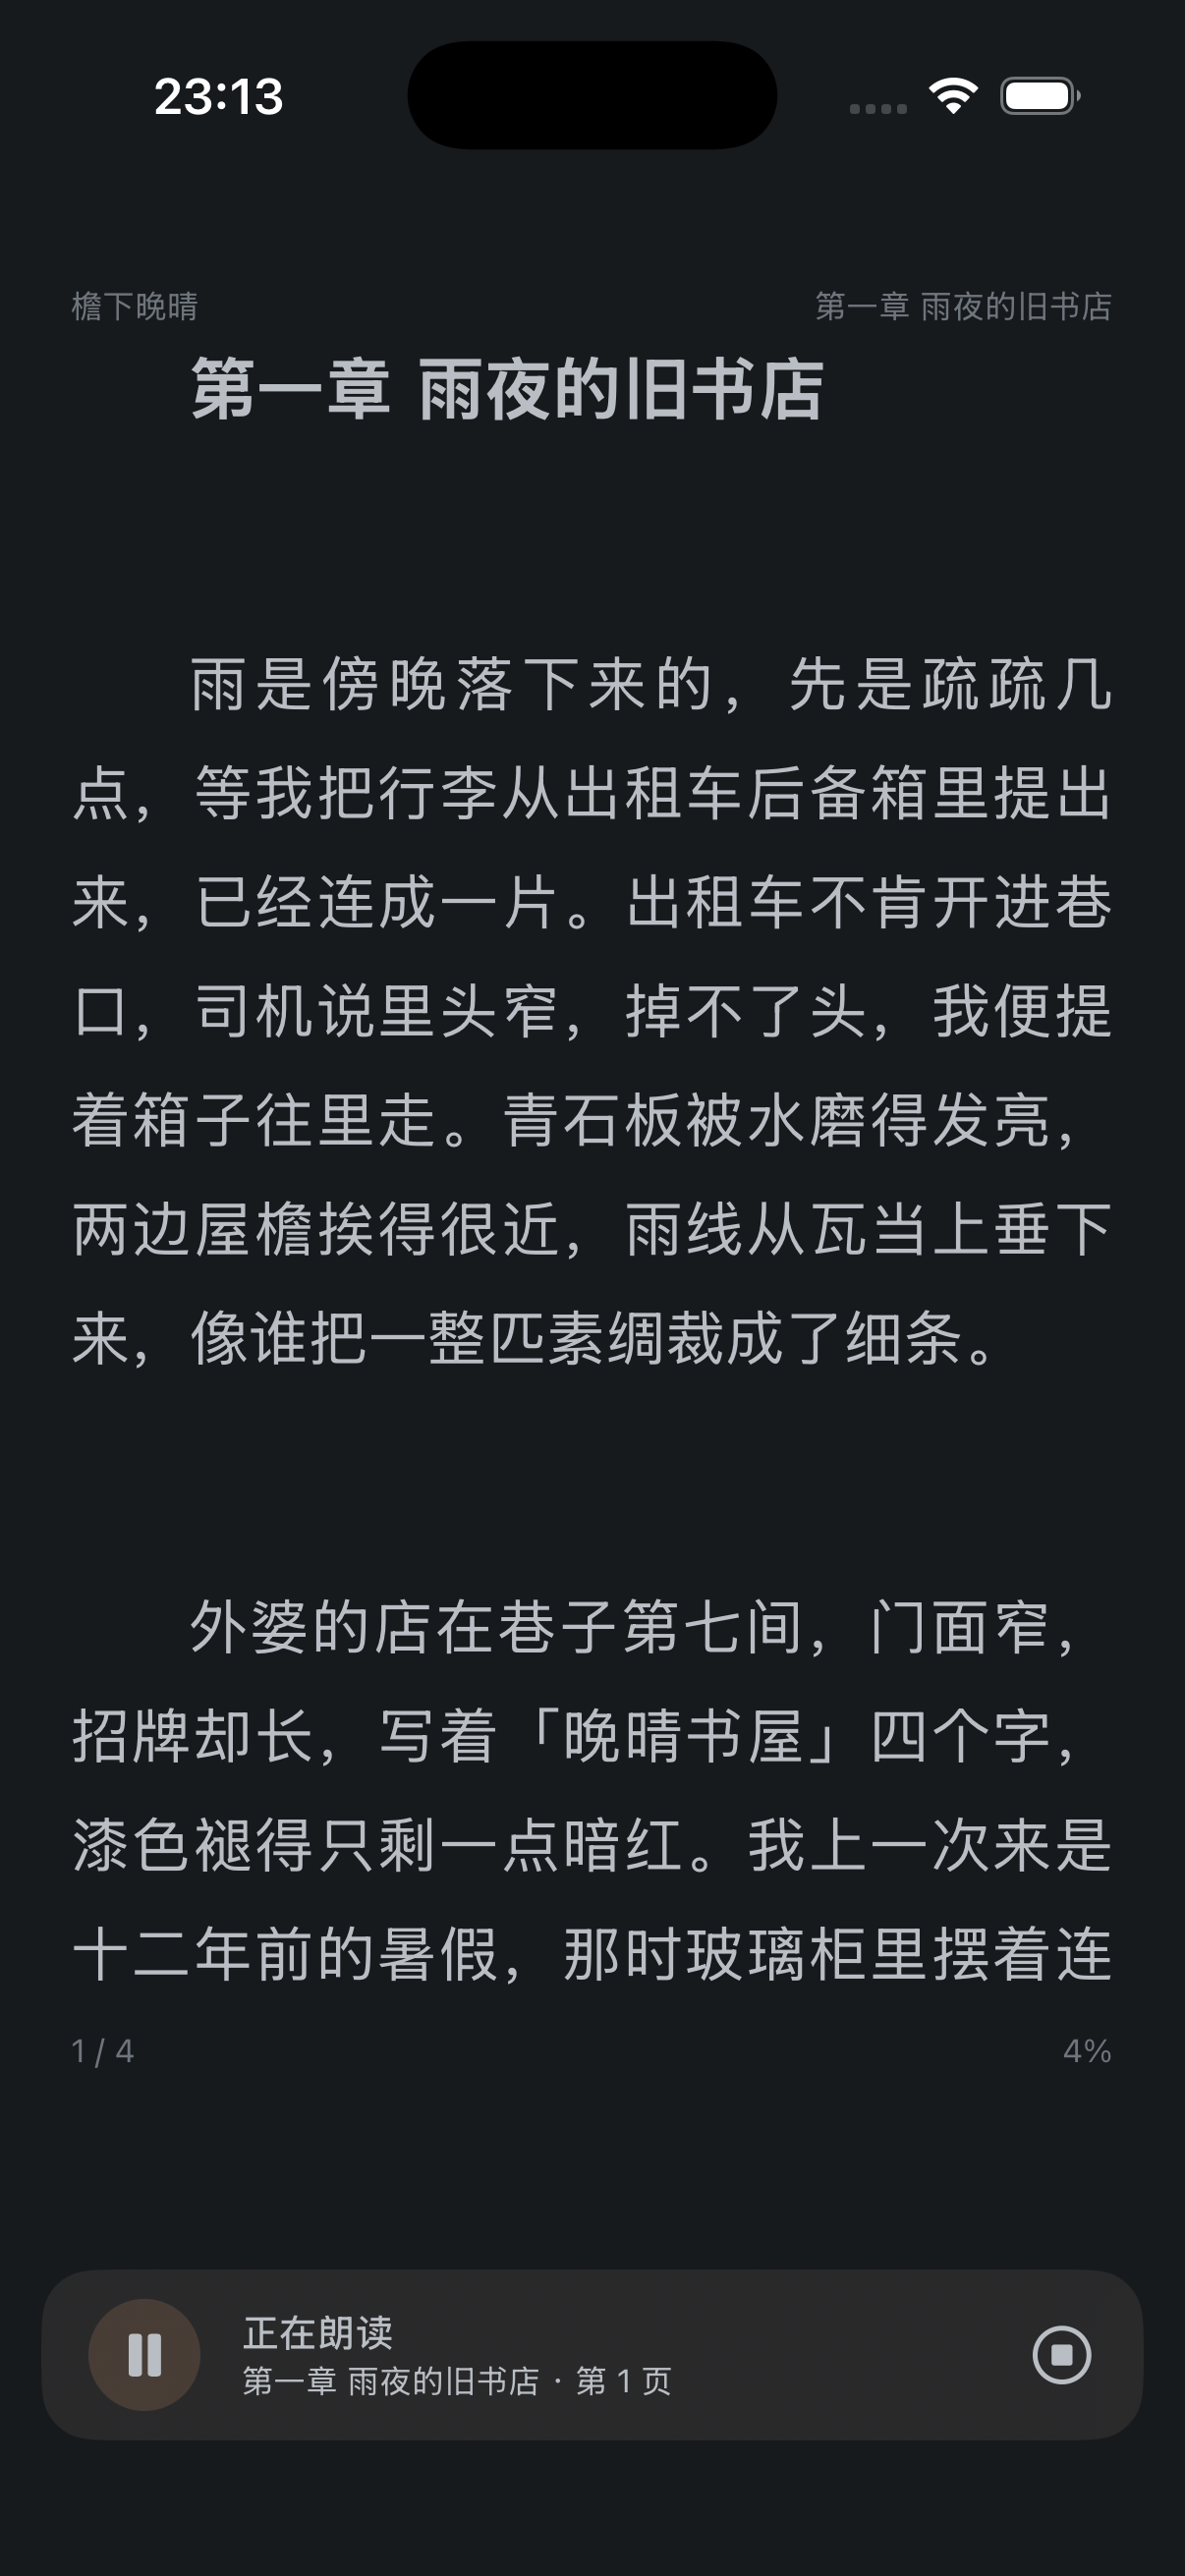 23:13
檐下晚晴
第一章 雨夜的旧书店
第一章 雨夜的旧书店
雨是傍晚落下来的，先是疏疏几
点，等我把行李从出租车后备箱里提出
来，已经连成一片。出租车不肯开进巷
口，司机说里头窄，掉不了头，我便提
着箱子往里走。青石板被水磨得发亮，
两边屋檐挨得很近，雨线从瓦当上垂下
来，像谁把一整匹素绸裁成了细条。
外婆的店在巷子第七间，门面窄，
招牌却长，写着「晚晴书屋」四个字，
漆色褪得只剩一点暗红。我上一次来是
十二年前的暑假，那时玻璃柜里摆着连
1 / 4
4%
正在朗读
第一章 雨夜的旧书店 · 第 1 页